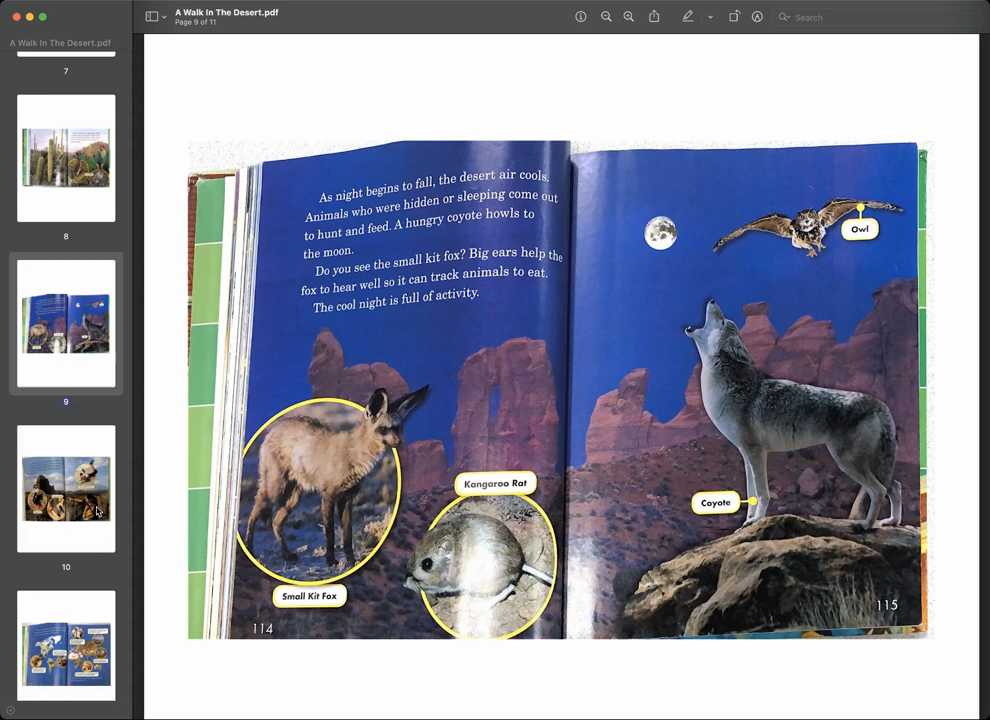 A Walk In The Desert.pdf
Page 9 of 11
Search
A Walk In The Desert.pdf
7
8
9
10
As night begins to fall, the desert air cools.
Animals who were hidden or sleeping come out
to hunt and feed. A hungry coyote howls to
the moon.
Do you see the small kit fox? Big ears help the
fox to hear well so it can track animals to eat.
The cool night is full of activity.
Owl
Kangaroo Rat
Coyote
Small Kit Fox
114
115